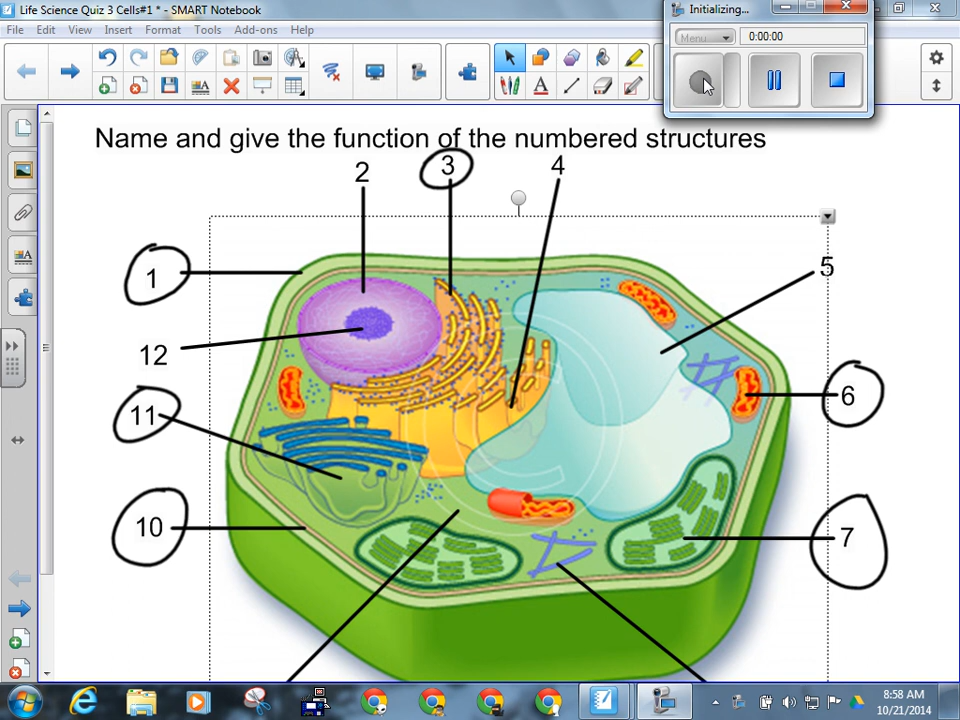 Life Science Quiz 3 Cells#1 * - SMART Notebook
Initializing...
File Edit View Insert Format Tools Add-ons Help
Menu
0:00:00
Name and give the function of the numbered structures
2
3
4
1
5
12
6
11
10
7
8:58 AM
10/21/2014